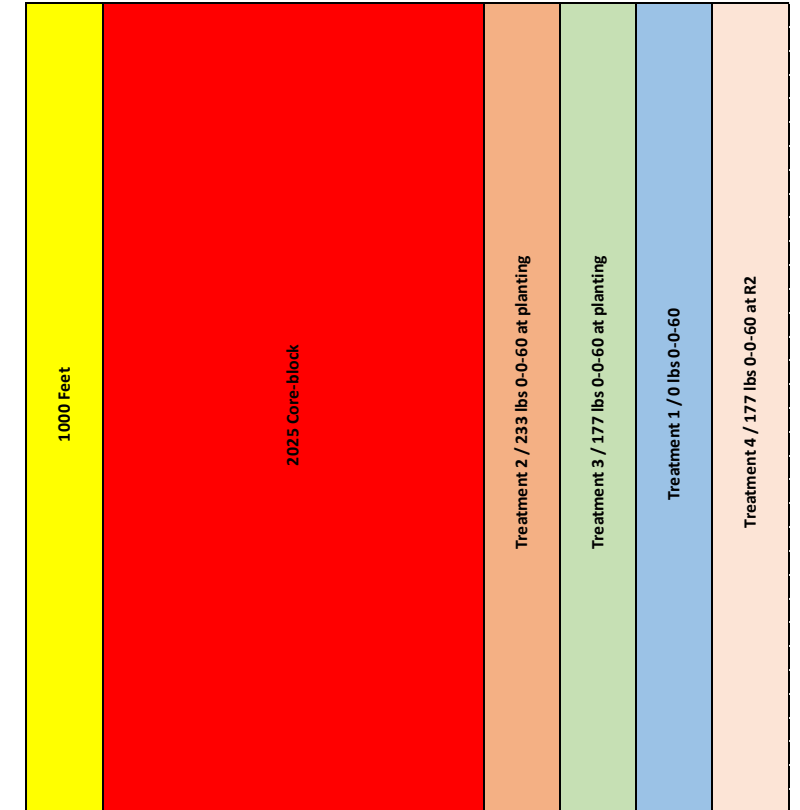 1000 Feet
2025 Core-block
Treatment 2 / 233 lbs 0-0-60 at planting
Treatment 3 / 177 lbs 0-0-60 at planting
Treatment 1 / 0 lbs 0-0-60
Treatment 4 / 177 lbs 0-0-60 at R2